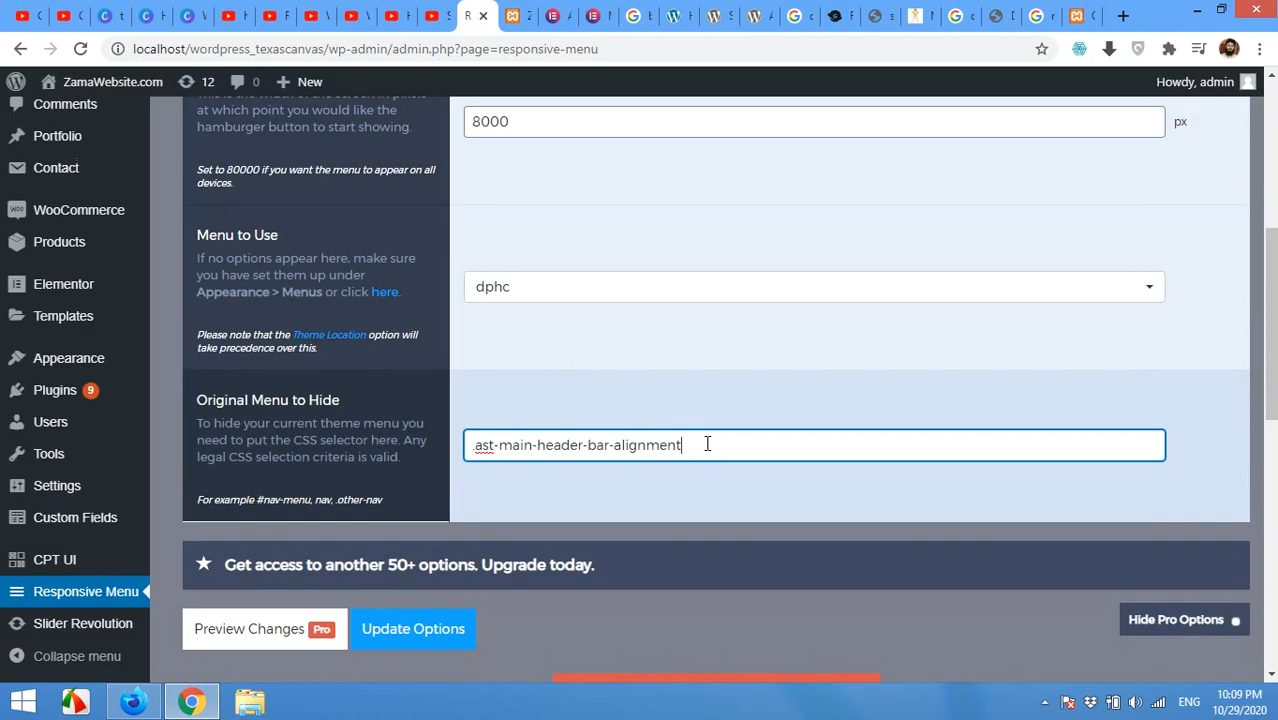 localhost/wordpress_texascanvas/wp-admin/admin.php?page=responsive-menu
ZamaWebsite.com 12 0 New Howdy, admin
Comments
Portfolio
Contact
WooCommerce
Products
Elementor
Templates
Appearance
Plugins 9
Users
Tools
Settings
Custom Fields
CPT UI
Responsive Menu
Slider Revolution
Collapse menu
at which point you would like the
hamburger button to start showing.
Set to 80000 if you want the menu to appear on all
devices.
8000 px
Menu to Use
If no options appear here, make sure
you have set them up under
Appearance > Menus or click here.
Please note that the Theme Location option will
take precedence over this.
dphc
Original Menu to Hide
To hide your current theme menu you
need to put the CSS selector here. Any
legal CSS selection criteria is valid.
For example #nav-menu, nav, .other-nav
.ast-main-header-bar-alignment
Get access to another 50+ options. Upgrade today.
Preview Changes Pro Update Options
Hide Pro Options
ENG
10:09 PM
10/29/2020